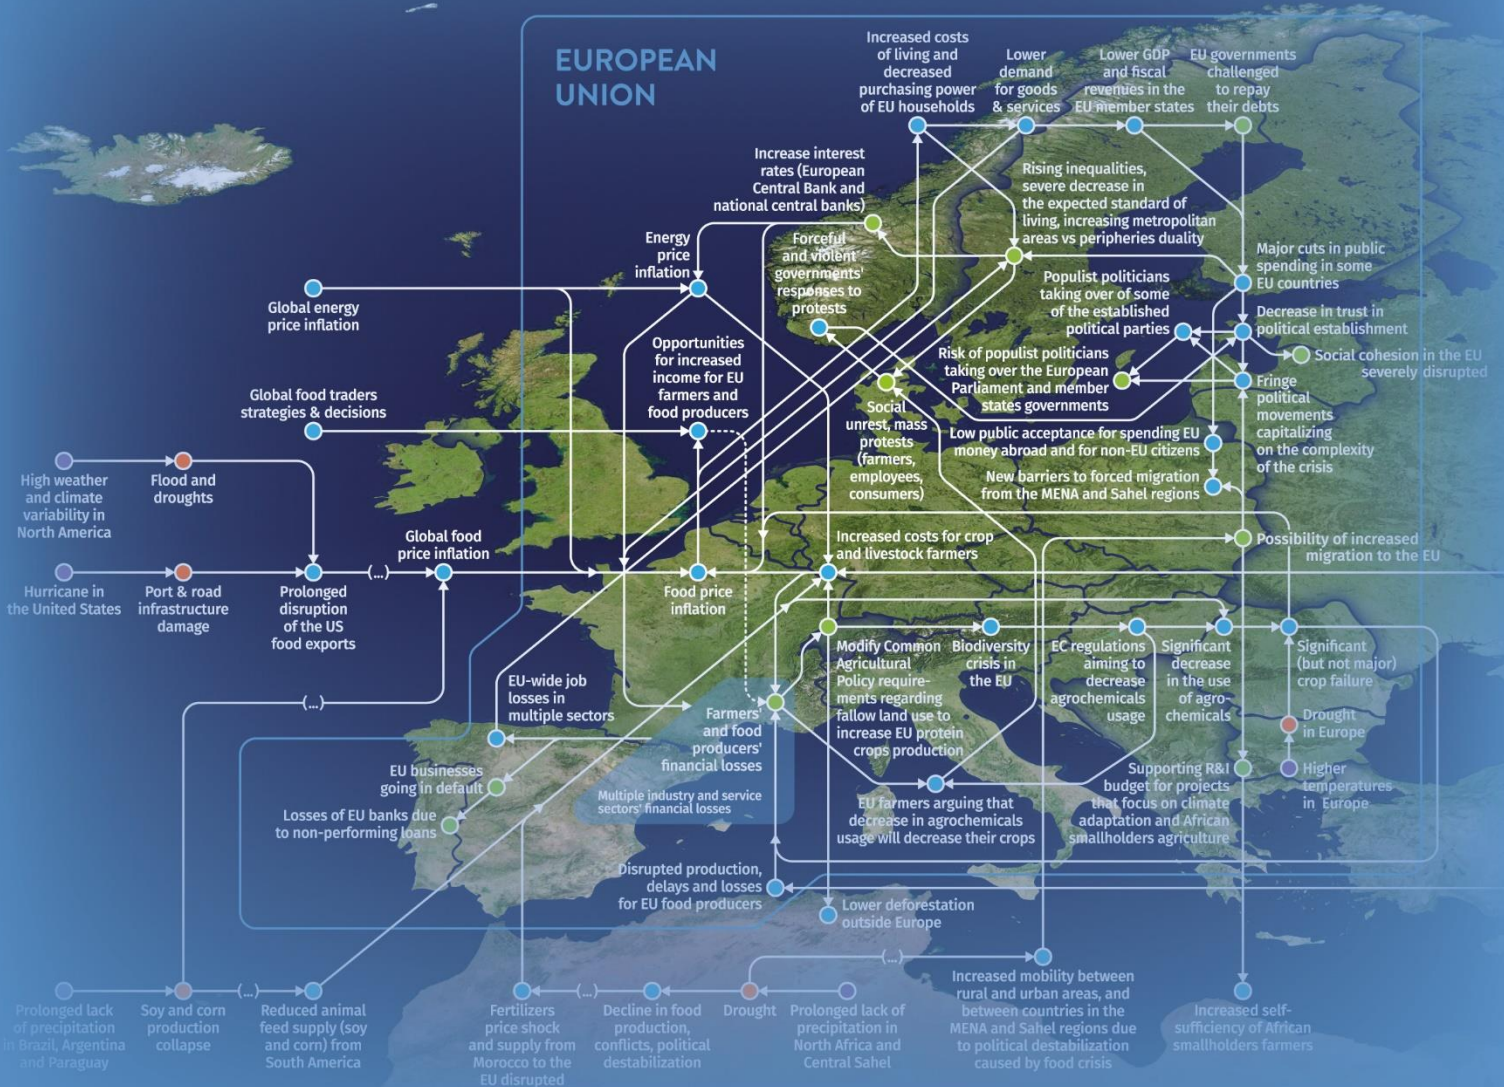 EUROPEAN
UNION
Increased costs
of living and
decreased
purchasing power
of EU households
Lower
demand
for goods
& services
Lower GDP
and fiscal
revenues in the
EU member states
EU governments
challenged
to repay
their debts
Increase interest
rates (European
Central Bank and
national central banks)
Rising inequalities,
severe decrease in
the expected standard of
living, increasing metropolitan
areas vs peripheries duality
Energy
price
inflation
Forceful
and violent
governments'
responses to
protests
Major cuts in public
spending in some
EU countries
Populist politicians
taking over of some
of the established
political parties
Decrease in trust in
political establishment
Global energy
price inflation
Opportunities
for increased
income for EU
farmers and
food producers
Risk of populist politicians
taking over the European
Parliament and member
states governments
Social cohesion in the EU
severely disrupted
Fringe
political
movements
capitalizing
on the complexity
of the crisis
Global food traders
strategies & decisions
Social
unrest, mass
protests
(farmers,
employees,
consumers)
Low public acceptance for spending EU
money abroad and for non-EU citizens
New barriers to forced migration
from the MENA and Sahel regions
High weather
and climate
variability in
North America
Flood and
droughts
Global food
price inflation
Increased costs for crop
and livestock farmers
Possibility of increased
migration to the EU
(...)
Hurricane in
the United States
Port & road
infrastructure
damage
Prolonged
disruption
of the US
food exports
Food price
inflation
Modify Common
Agricultural
Policy require-
ments regarding
fallow land use to
increase EU protein
crops production
Biodiversity
crisis in
the EU
EC regulations
aiming to
decrease
agrochemicals
usage
Significant
decrease
in the use
of agro-
chemicals
Significant
(but not major)
crop failure
EU-wide job
losses in
multiple sectors
(...)
Farmers'
and food
producers'
financial losses
Drought
in Europe
EU businesses
going in default
Multiple industry and service
sectors' financial losses
Supporting R&I
budget for projects
that focus on climate
adaptation and African
smallholders agriculture
Higher
temperatures
in Europe
Losses of EU banks due
to non-performing loans
EU farmers arguing that
decrease in agrochemicals
usage will decrease their crops
Disrupted production,
delays and losses
for EU food producers
Lower deforestation
outside Europe
(...)
(...)
(...)
Prolonged lack
of precipitation
in Brazil, Argentina
and Paraguay
Soy and corn
production
collapse
Reduced animal
feed supply (soy
and corn) from
South America
Fertilizers
price shock
and supply from
Morocco to the
EU disrupted
Decline in food
production,
conflicts, political
destabilization
Drought
Prolonged lack of
precipitation in
North Africa and
Central Sahel
Increased mobility between
rural and urban areas, and
between countries in the
MENA and Sahel regions due
to political destabilization
caused by food crisis
Increased self-
sufficiency of African
smallholders farmers